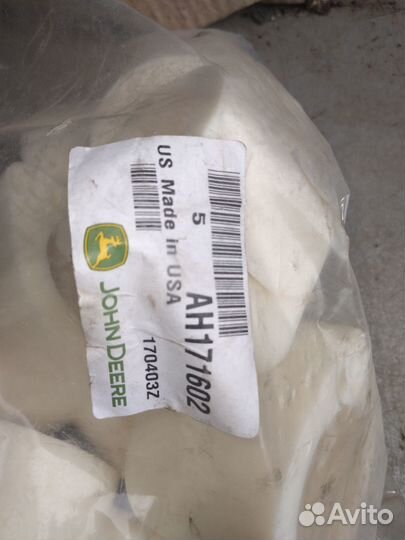 5
US Made in USA
AH171602
170403Z
JOHN DEERE
Avito